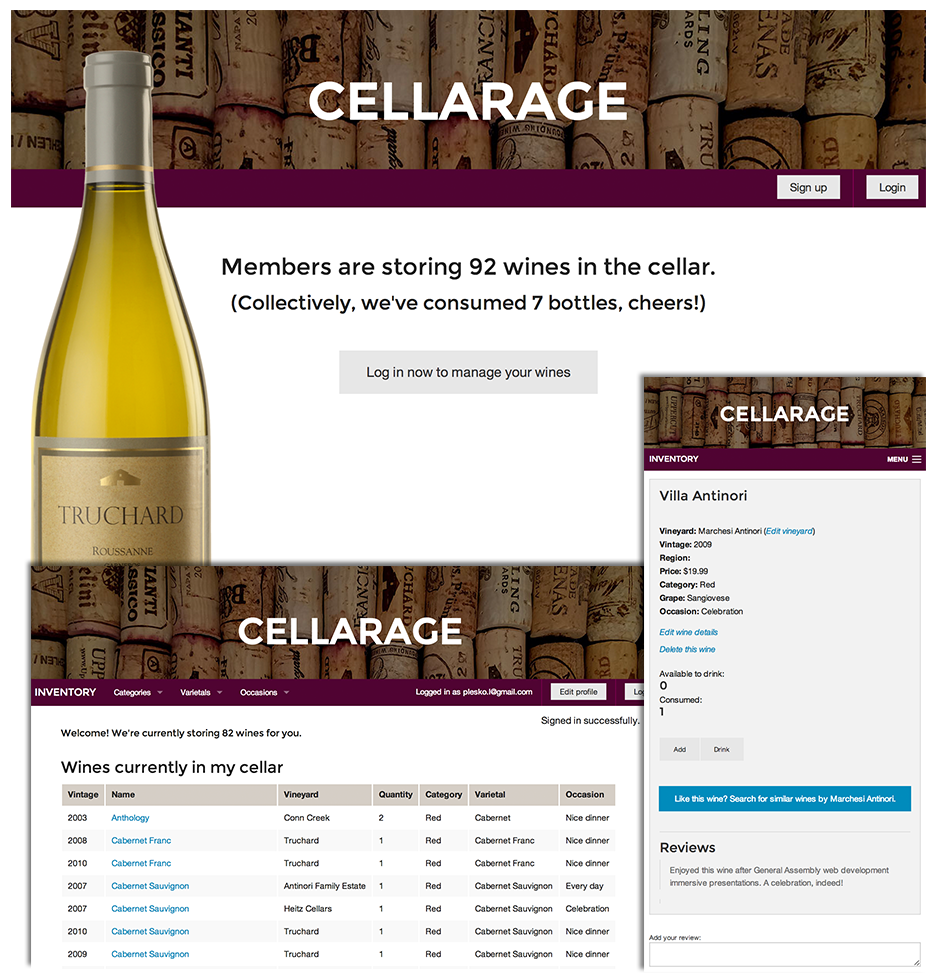 CELLARAGE
Sign up
Login
Members are storing 92 wines in the cellar.
(Collectively, we've consumed 7 bottles, cheers!)
Log in now to manage your wines
TRUCHARD
ROUSSANNE
CELLARAGE
INVENTORY Categories Varietals Occasions Logged in as plesko.l@gmail.com Edit profile
Signed in successfully.
Welcome! We're currently storing 82 wines for you.
Wines currently in my cellar
Vintage Name Vineyard Quantity Category Varietal Occasion
2003 Anthology Conn Creek 2 Red Cabernet Nice dinner
2008 Cabernet Franc Truchard 1 Red Cabernet Franc Nice dinner
2010 Cabernet Franc Truchard 1 Red Cabernet Franc Nice dinner
2007 Cabernet Sauvignon Antinori Family Estate 1 Red Cabernet Sauvignon Every day
2007 Cabernet Sauvignon Heitz Cellars 1 Red Cabernet Sauvignon Celebration
2010 Cabernet Sauvignon Truchard 1 Red Cabernet Sauvignon Nice dinner
2009 Cabernet Sauvignon Truchard 1 Red Cabernet Sauvignon Nice dinner
CELLARAGE
INVENTORY MENU
Villa Antinori
Vineyard: Marchesi Antinori (Edit vineyard)
Vintage: 2009
Region:
Price: $19.99
Category: Red
Grape: Sangiovese
Occasion: Celebration
Edit wine details
Delete this wine
Available to drink:
0
Consumed:
1
Add
Drink
Like this wine? Search for similar wines by Marchesi Antinori.
Reviews
Enjoyed this wine after General Assembly web development
immersive presentations. A celebration, indeed!
Add your review: